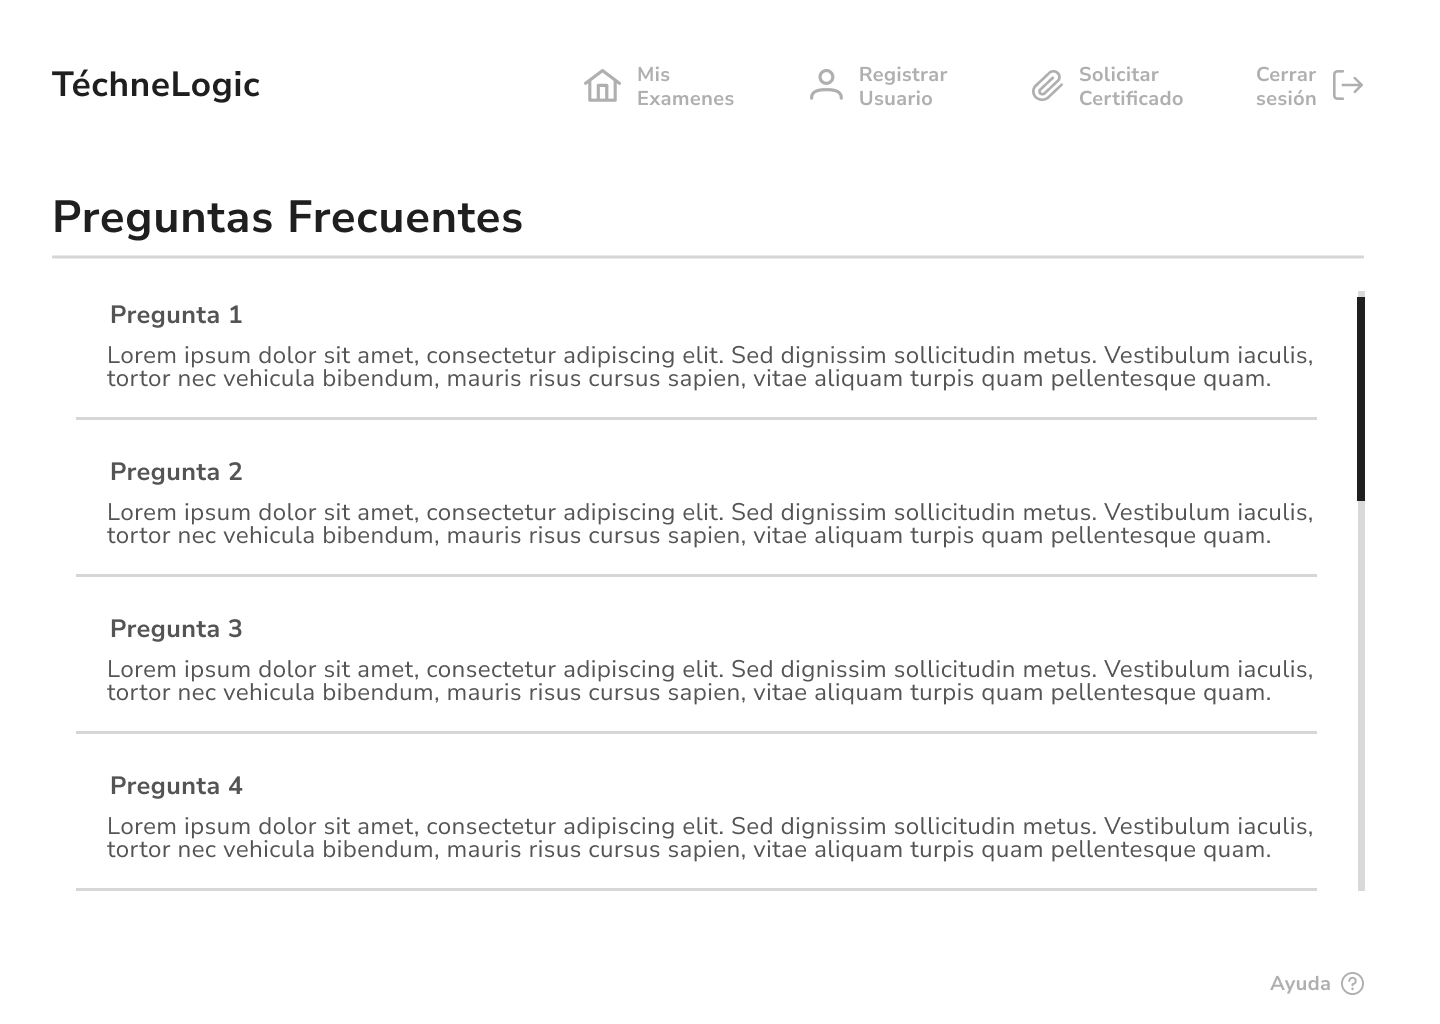 TéchneLogic
Mis
Examenes
Registrar
Usuario
Solicitar
Certificado
Cerrar
sesión
Preguntas Frecuentes
Pregunta 1
Lorem ipsum dolor sit amet, consectetur adipiscing elit. Sed dignissim sollicitudin metus. Vestibulum iaculis,
tortor nec vehicula bibendum, mauris risus cursus sapien, vitae aliquam turpis quam pellentesque quam.
Pregunta 2
Lorem ipsum dolor sit amet, consectetur adipiscing elit. Sed dignissim sollicitudin metus. Vestibulum iaculis,
tortor nec vehicula bibendum, mauris risus cursus sapien, vitae aliquam turpis quam pellentesque quam.
Pregunta 3
Lorem ipsum dolor sit amet, consectetur adipiscing elit. Sed dignissim sollicitudin metus. Vestibulum iaculis,
tortor nec vehicula bibendum, mauris risus cursus sapien, vitae aliquam turpis quam pellentesque quam.
Pregunta 4
Lorem ipsum dolor sit amet, consectetur adipiscing elit. Sed dignissim sollicitudin metus. Vestibulum iaculis,
tortor nec vehicula bibendum, mauris risus cursus sapien, vitae aliquam turpis quam pellentesque quam.
Ayuda ?